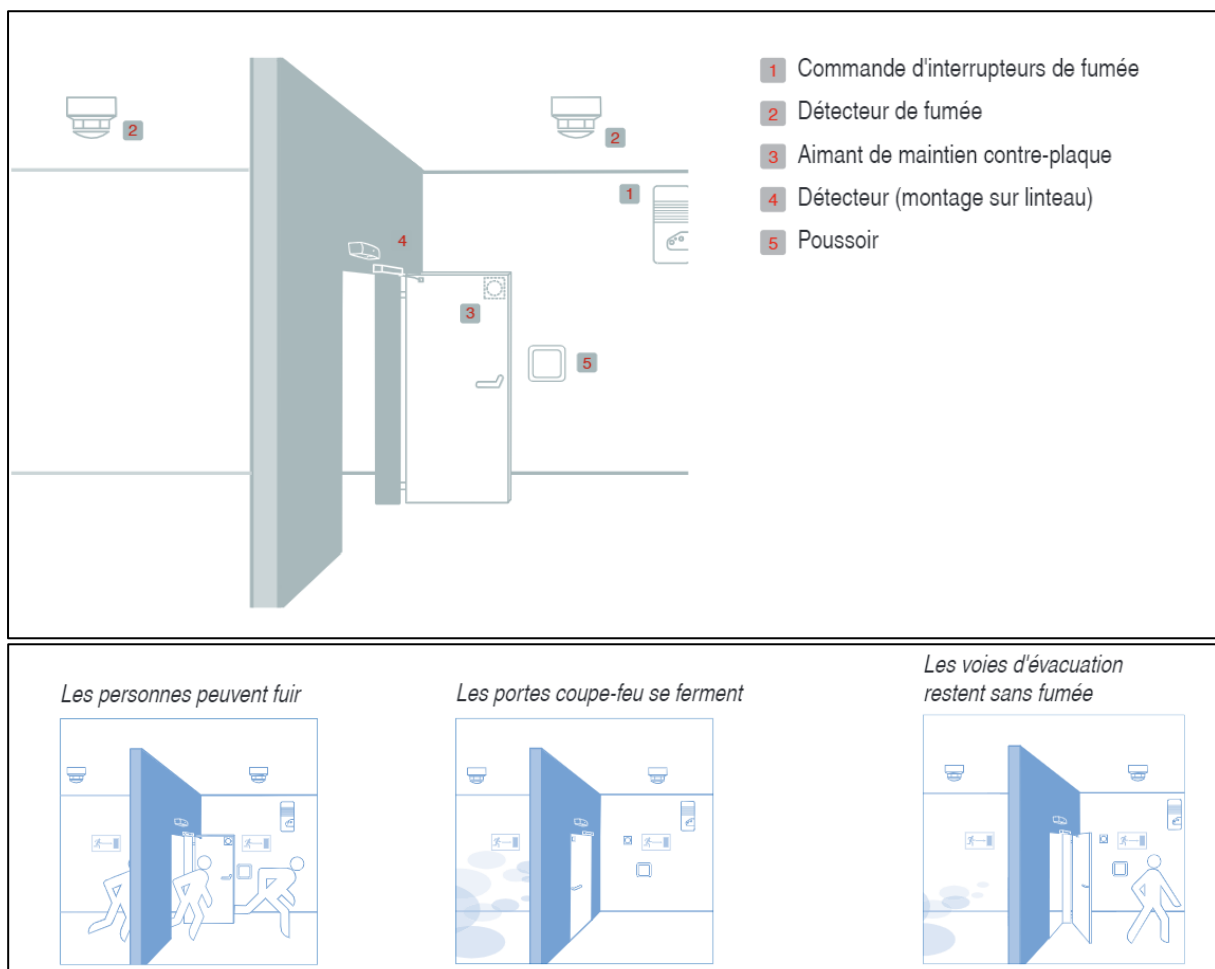 1 Commande d'interrupteurs de fumée
2 Détecteur de fumée
3 Aimant de maintien contre-plaque
4 Détecteur (montage sur linteau)
5 Poussoir
2
2
1
4
3
5
Les personnes peuvent fuir
Les portes coupe-feu se ferment
Les voies d'évacuation
restent sans fumée